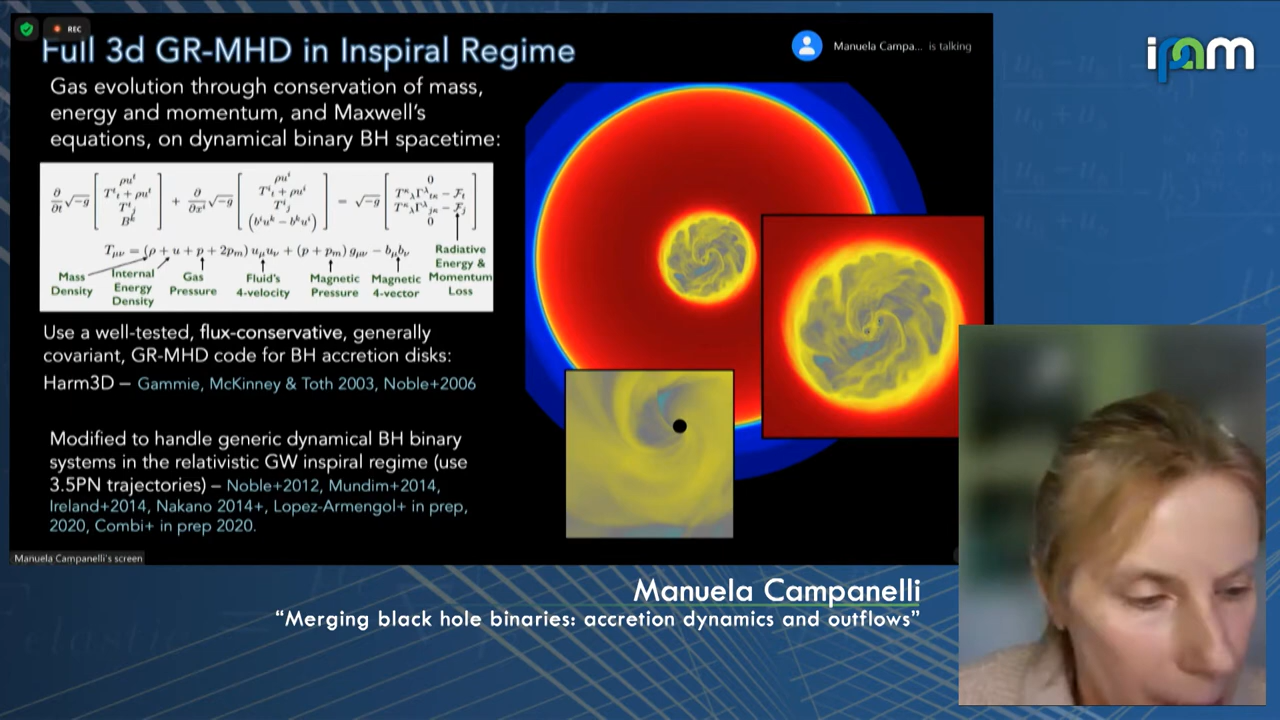 REC
Full 3d GR-MHD in Inspiral Regime
Manuela Campa... is talking
ipam
Gas evolution through conservation of mass,
energy and momentum, and Maxwell's
equations, on dynamical binary BH spacetime:
Mass Density
Internal Energy Density
Gas Pressure
Fluid's 4-velocity
Magnetic Pressure
Magnetic 4-vector
Radiative Energy & Momentum Loss
Use a well-tested, flux-conservative, generally
covariant, GR-MHD code for BH accretion disks:
Harm3D – Gammie, McKinney & Toth 2003, Noble+2006
Modified to handle generic dynamical BH binary
systems in the relativistic GW inspiral regime (use
3.5PN trajectories) – Noble+2012, Mundim+2014,
Ireland+2014, Nakano 2014+, Lopez-Armengol+ in prep,
2020, Combi+ in prep 2020.
Manuela Campanelli's screen
Manuela Campanelli
“Merging black hole binaries: accretion dynamics and outflows”